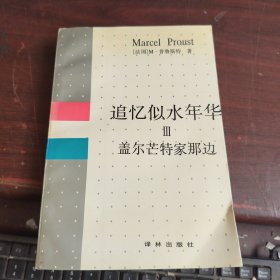 Marcel Proust
[法国]M·普鲁斯特 著
追忆似水年华
III
盖尔芒特家那边
译林出版社